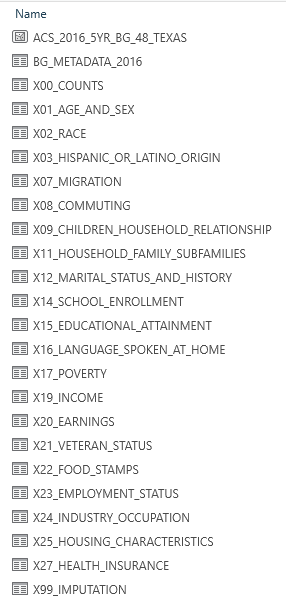 Name
ACS_2016_5YR_BG_48_TEXAS
BG_METADATA_2016
X00_COUNTS
X01_AGE_AND_SEX
X02_RACE
X03_HISPANIC_OR_LATINO_ORIGIN
X07_MIGRATION
X08_COMMUTING
X09_CHILDREN_HOUSEHOLD_RELATIONSHIP
X11_HOUSEHOLD_FAMILY_SUBFAMILIES
X12_MARITAL_STATUS_AND_HISTORY
X14_SCHOOL_ENROLLMENT
X15_EDUCATIONAL_ATTAINMENT
X16_LANGUAGE_SPOKEN_AT_HOME
X17_POVERTY
X19_INCOME
X20_EARNINGS
X21_VETERAN_STATUS
X22_FOOD_STAMPS
X23_EMPLOYMENT_STATUS
X24_INDUSTRY_OCCUPATION
X25_HOUSING_CHARACTERISTICS
X27_HEALTH_INSURANCE
X99_IMPUTATION